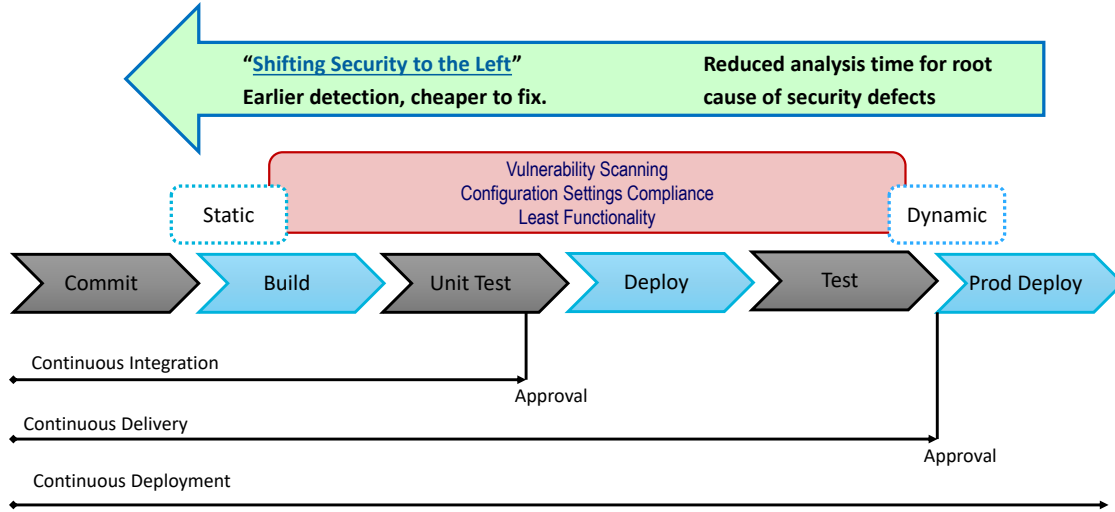 “Shifting Security to the Left”
Earlier detection, cheaper to fix.
Reduced analysis time for root
cause of security defects
Vulnerability Scanning
Configuration Settings Compliance
Least Functionality
Static
Dynamic
Commit
Build
Unit Test
Deploy
Test
Prod Deploy
Continuous Integration
Approval
Continuous Delivery
Approval
Continuous Deployment